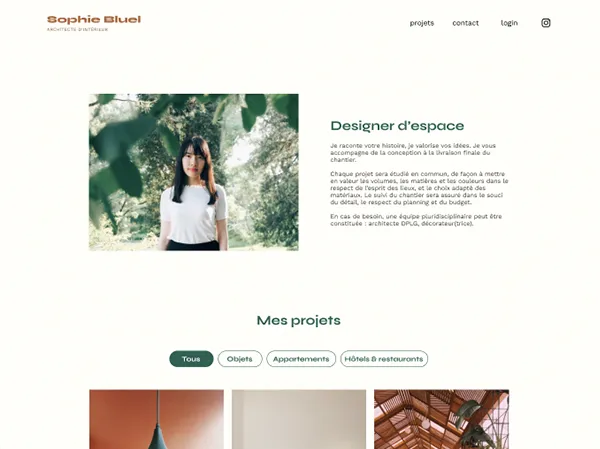 Sophie Bluel
ARCHITECTE D'INTÉRIEUR
projets
contact
login
Designer d'espace
Je raconte votre histoire, je valorise vos idées. Je vous
accompagne de la conception à la livraison finale du
chantier.
Chaque projet sera étudié en commun, de façon à mettre
en valeur les volumes, les matières et les couleurs dans le
respect de l'esprit des lieux, et le choix adapté des
matériaux. Le suivi du chantier sera assuré dans le souci
du détail, le respect du planning et du budget.
En cas de besoin, une équipe pluridisciplinaire peut être
constituée : architecte DPLG, décorateur(trice).
Mes projets
Tous
Objets
Appartements
Hôtels & restaurants